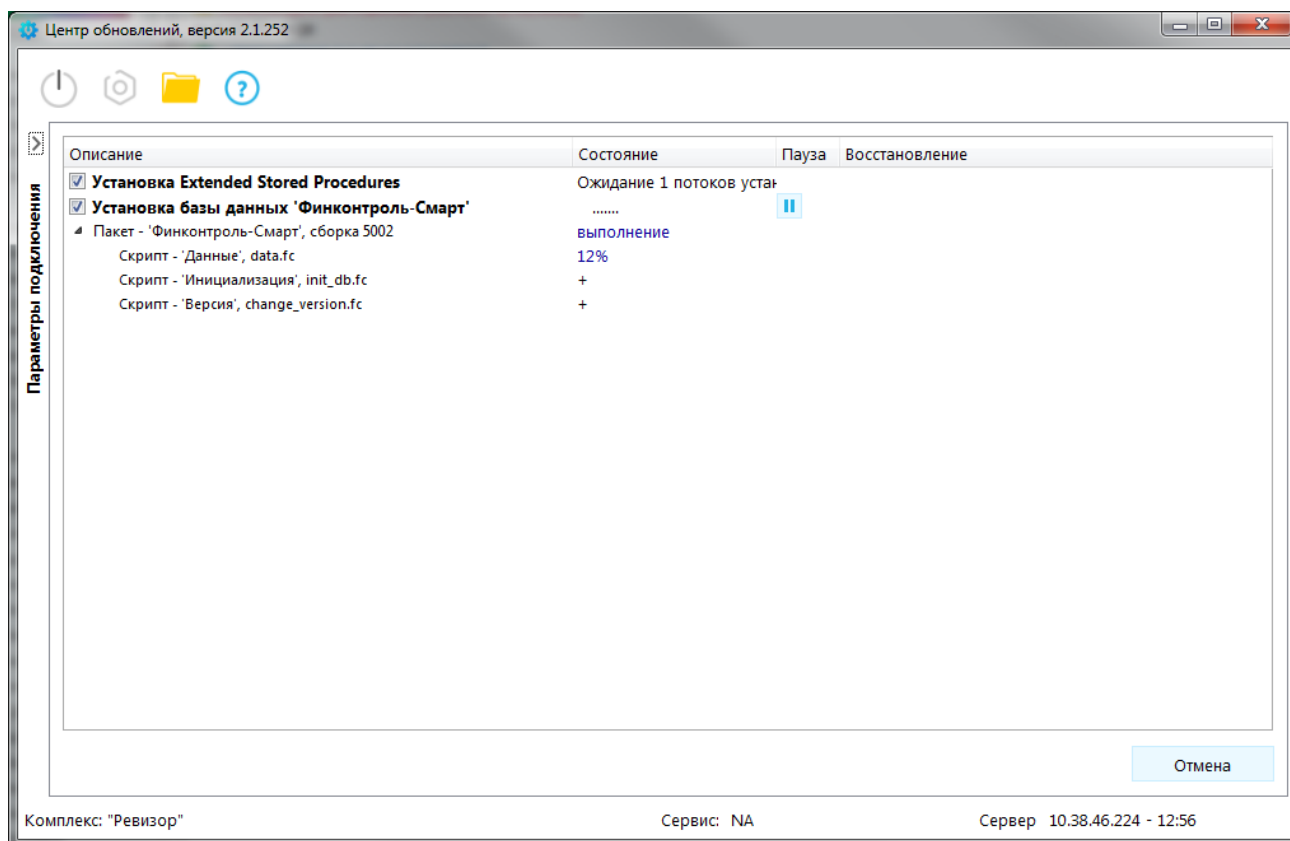 Центр обновлений, версия 2.1.252
?
Описание Состояние Пауза Восстановление
Установка Extended Stored Procedures Ожидание 1 потоков устан
Установка базы данных 'Финконтроль-Смарт' .......
Пакет - 'Финконтроль-Смарт', сборка 5002 выполнение
Скрипт - 'Данные', data.fc 12%
Скрипт - 'Инициализация', init_db.fc +
Скрипт - 'Версия', change_version.fc +
Параметры подключения
Отмена
Комплекс: "Ревизор" Сервис: NA Сервер 10.38.46.224 - 12:56